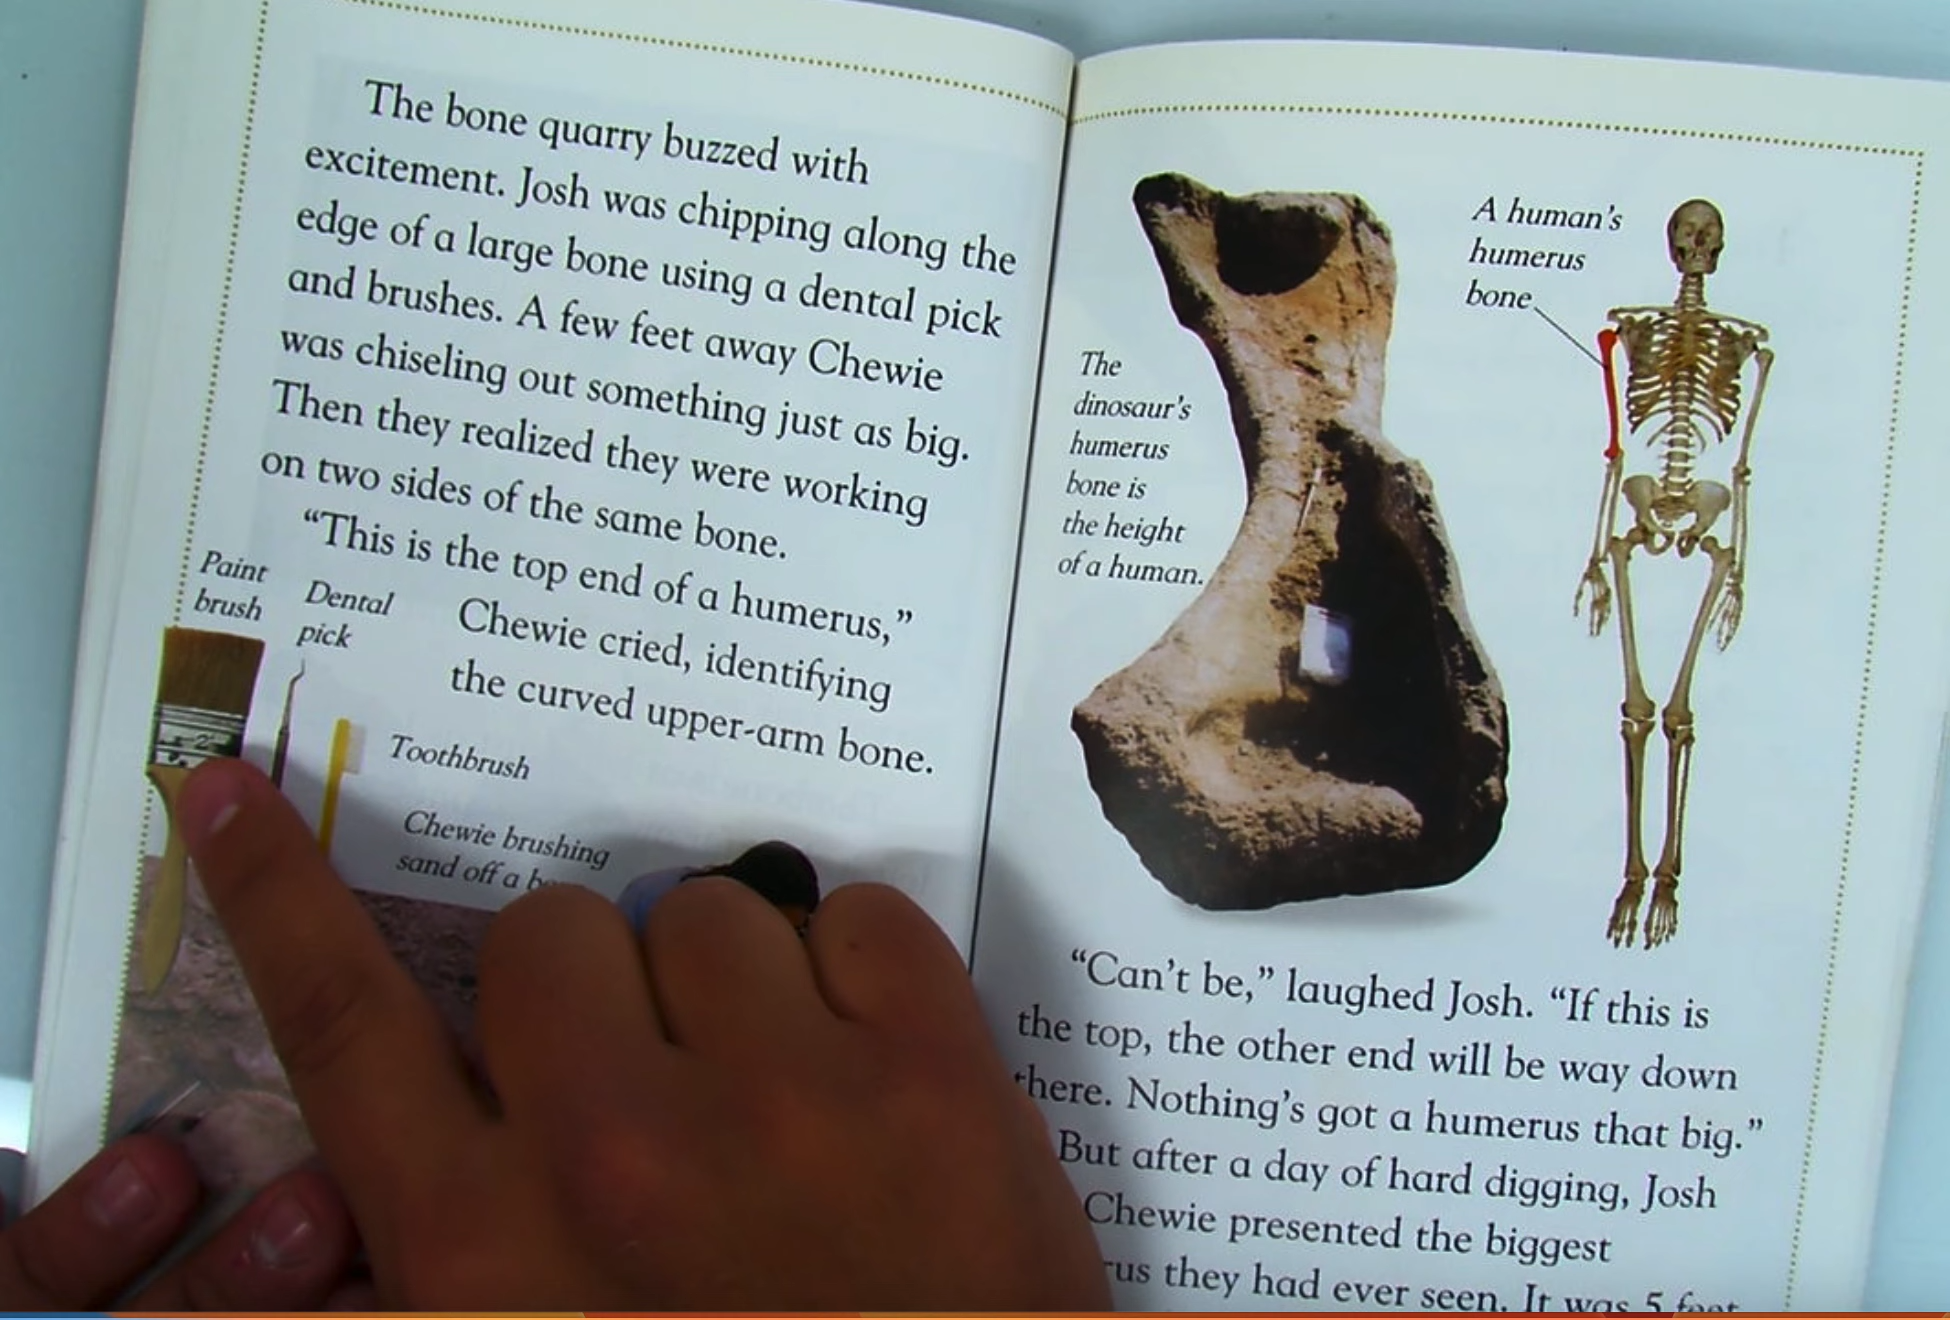 The bone quarry buzzed with
excitement. Josh was chipping along the
edge of a large bone using a dental pick
and brushes. A few feet away Chewie
was chiseling out something just as big.
Then they realized they were working
on two sides of the same bone.
“This is the top end of a humerus,”
Chewie cried, identifying
the curved upper-arm bone.
Paint
brush
Dental
pick
Toothbrush
Chewie brushing
sand off a
2"
The
dinosaur’s
humerus
bone is
the height
of a human.
A human’s
humerus
bone
“Can’t be,” laughed Josh. “If this is
the top, the other end will be way down
there. Nothing’s got a humerus that big.”
But after a day of hard digging, Josh
Chewie presented the biggest
they had ever seen. It was 5 feet